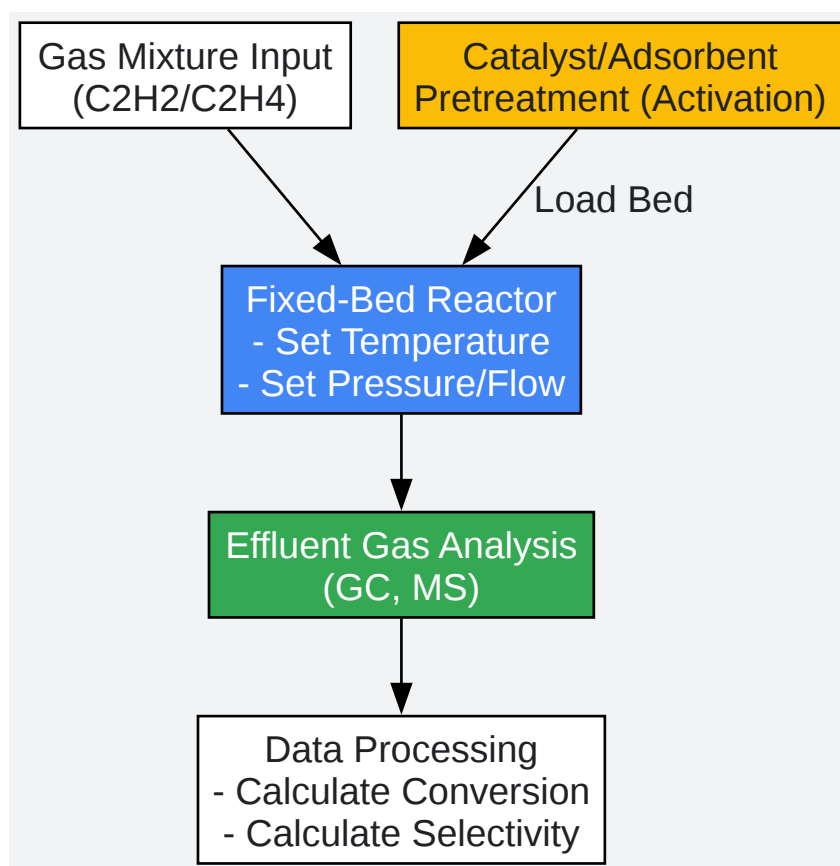 Gas Mixture Input
(C2H2/C2H4)
Catalyst/Adsorbent
Pretreatment (Activation)
Load Bed
Fixed-Bed Reactor
- Set Temperature
- Set Pressure/Flow
Effluent Gas Analysis
(GC, MS)
Data Processing
- Calculate Conversion
- Calculate Selectivity